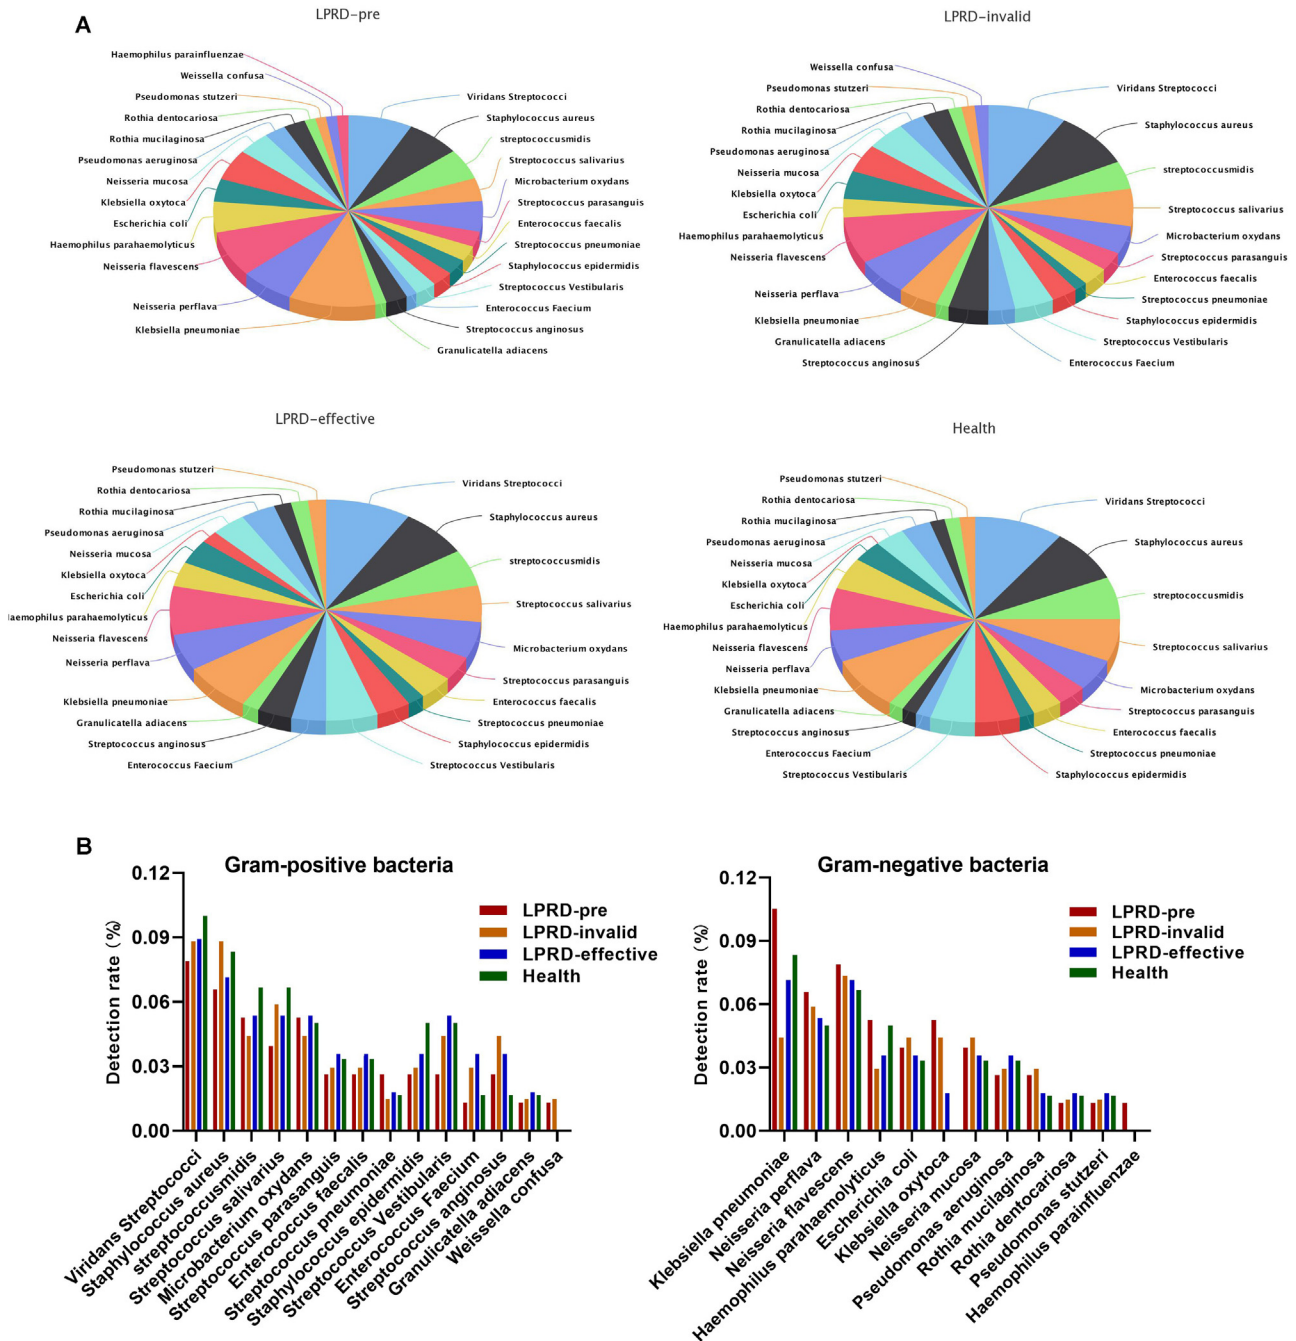 A
LPRD-pre
Haemophilus parainfluenzae
Weissella confusa
Pseudomonas stutzeri
Rothia dentocariosa
Rothia mucilaginosa
Pseudomonas aeruginosa
Neisseria mucosa
Klebsiella oxytoca
Escherichia coli
Haemophilus parahaemolyticus
Neisseria flavescens
Neisseria perflava
Klebsiella pneumoniae
Viridans Streptococci
Staphylococcus aureus
streptococcusmidis
Streptococcus salivarius
Microbacterium oxydans
Streptococcus parasanguis
Enterococcus faecalis
Streptococcus pneumoniae
Staphylococcus epidermidis
Streptococcus Vestibularis
Enterococcus Faecium
Streptococcus anginosus
Granulicatella adiacens
LPRD-invalid
Weissella confusa
Pseudomonas stutzeri
Rothia dentocariosa
Rothia mucilaginosa
Pseudomonas aeruginosa
Neisseria mucosa
Klebsiella oxytoca
Escherichia coli
Haemophilus parahaemolyticus
Neisseria flavescens
Neisseria perflava
Klebsiella pneumoniae
Granulicatella adiacens
Streptococcus anginosus
Viridans Streptococci
Staphylococcus aureus
streptococcusmidis
Streptococcus salivarius
Microbacterium oxydans
Streptococcus parasanguis
Enterococcus faecalis
Streptococcus pneumoniae
Staphylococcus epidermidis
Streptococcus Vestibularis
Enterococcus Faecium
LPRD-effective
Pseudomonas stutzeri
Rothia dentocariosa
Rothia mucilaginosa
Pseudomonas aeruginosa
Neisseria mucosa
Klebsiella oxytoca
Escherichia coli
Haemophilus parahaemolyticus
Neisseria flavescens
Neisseria perflava
Klebsiella pneumoniae
Granulicatella adiacens
Streptococcus anginosus
Enterococcus Faecium
Viridans Streptococci
Staphylococcus aureus
streptococcusmidis
Streptococcus salivarius
Microbacterium oxydans
Streptococcus parasanguis
Enterococcus faecalis
Streptococcus pneumoniae
Staphylococcus epidermidis
Streptococcus Vestibularis
Health
Pseudomonas stutzeri
Rothia dentocariosa
Rothia mucilaginosa
Pseudomonas aeruginosa
Neisseria mucosa
Klebsiella oxytoca
Escherichia coli
Haemophilus parahaemolyticus
Neisseria flavescens
Neisseria perflava
Klebsiella pneumoniae
Granulicatella adiacens
Streptococcus anginosus
Enterococcus Faecium
Streptococcus Vestibularis
Viridans Streptococci
Staphylococcus aureus
streptococcusmidis
Streptococcus salivarius
Microbacterium oxydans
Streptococcus parasanguis
Enterococcus faecalis
Streptococcus pneumoniae
Staphylococcus epidermidis
B
Gram-positive bacteria
Detection rate (%)
0.12
0.09
0.06
0.03
0.00
LPRD-pre
LPRD-invalid
LPRD-effective
Health
Viridans Streptococci
Staphylococcus aureus
streptococcusmidis
Streptococcus salivarius
Microbacterium oxydans
Streptococcus parasanguis
Enterococcus faecalis
Streptococcus pneumoniae
Staphylococcus epidermidis
Streptococcus Vestibularis
Enterococcus Faecium
Streptococcus anginosus
Granulicatella adiacens
Weissella confusa
Gram-negative bacteria
Detection rate (%)
0.12
0.09
0.06
0.03
0.00
LPRD-pre
LPRD-invalid
LPRD-effective
Health
Klebsiella pneumoniae
Neisseria perflava
Neisseria flavescens
Haemophilus parahaemolyticus
Escherichia coli
Klebsiella oxytoca
Neisseria mucosa
Pseudomonas aeruginosa
Rothia mucilaginosa
Rothia dentocariosa
Pseudomonas stutzeri
Haemophilus parainfluenzae